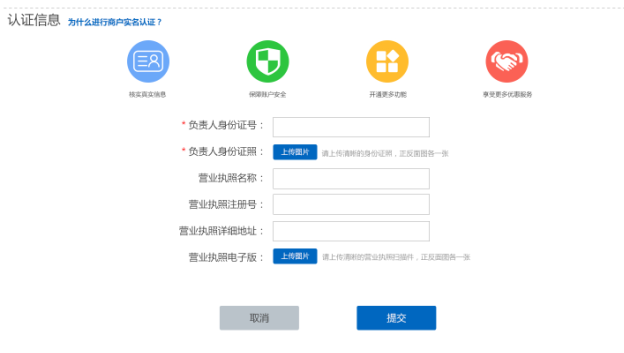 认证信息 为什么进行商户实名认证？
核实真实信息 保障账户安全 开通更多功能 享受更多优惠服务
* 负责人身份证号：
* 负责人身份证照： 上传图片 请上传清晰的身份证照，正反面图各一张
营业执照名称：
营业执照注册号：
营业执照详细地址：
营业执照电子版： 上传图片 请上传清晰的营业执照扫描件，正反面图各一张
取消 提交